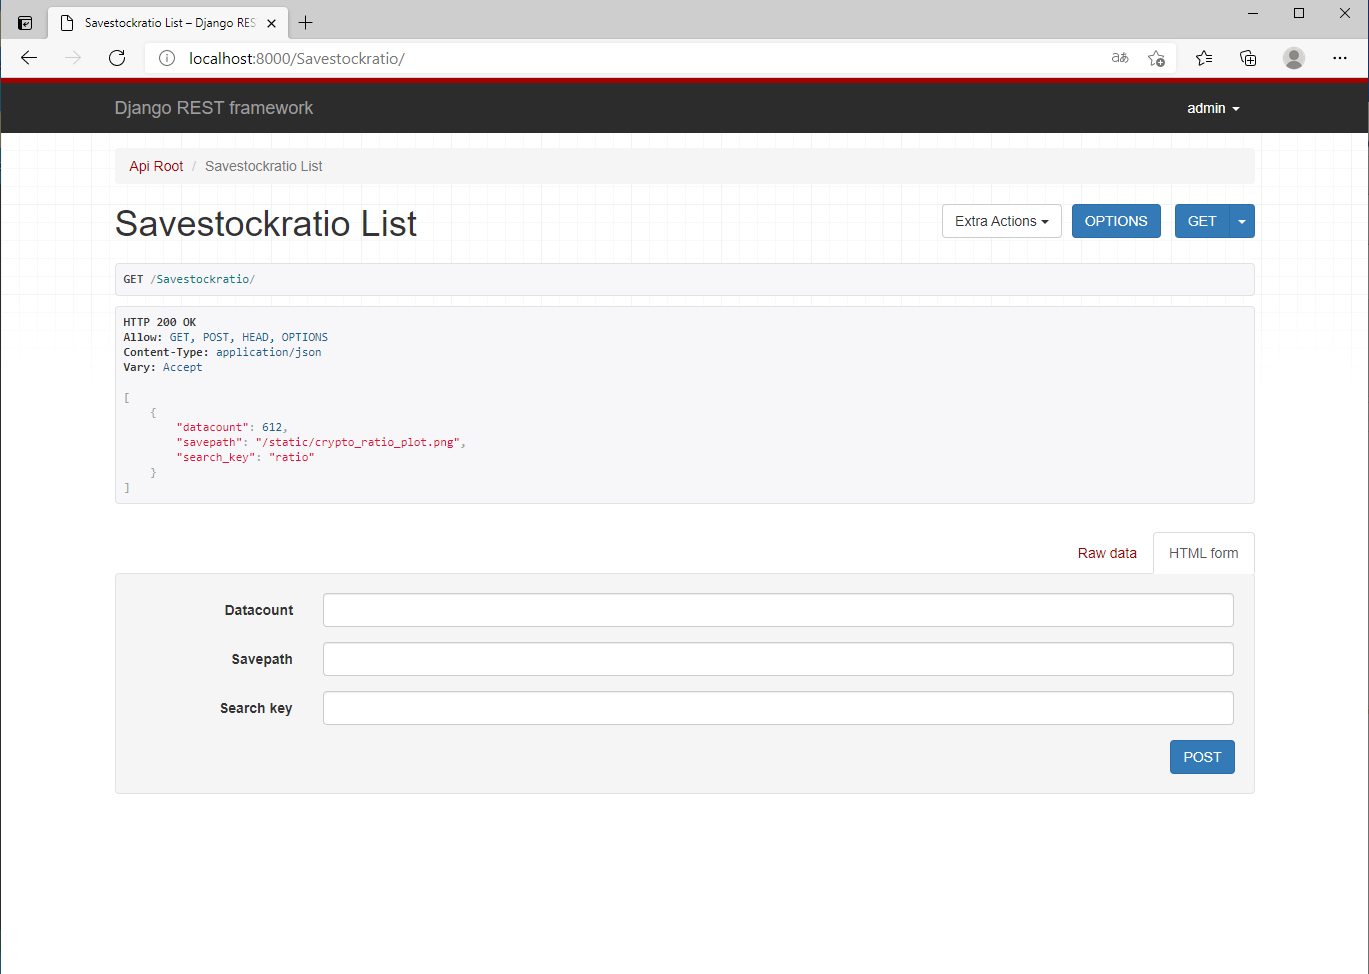 Savestockratio List – Django RES
localhost:8000/Savestockratio/
Django REST framework
admin
Api Root / Savestockratio List
Savestockratio List
Extra Actions
OPTIONS
GET
GET /Savestockratio/
HTTP 200 OK
Allow: GET, POST, HEAD, OPTIONS
Content-Type: application/json
Vary: Accept
[
{
"datacount": 612,
"savepath": "/static/crypto_ratio_plot.png",
"search_key": "ratio"
}
]
Raw data
HTML form
Datacount
Savepath
Search key
POST